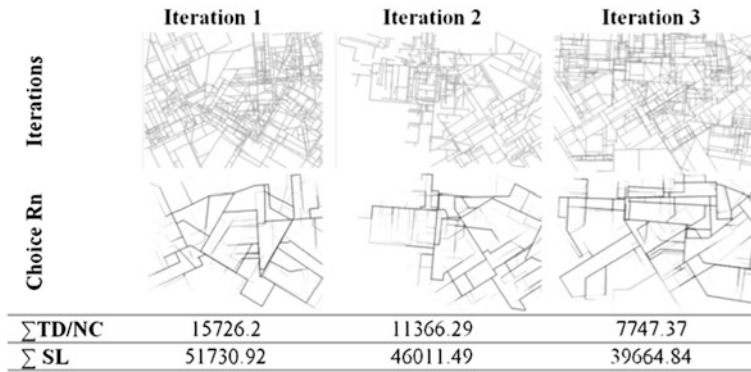 Iteration 1 Iteration 2 Iteration 3
Iterations
Choice Rn
∑TD/NC 15726.2 11366.29 7747.37
∑ SL 51730.92 46011.49 39664.84